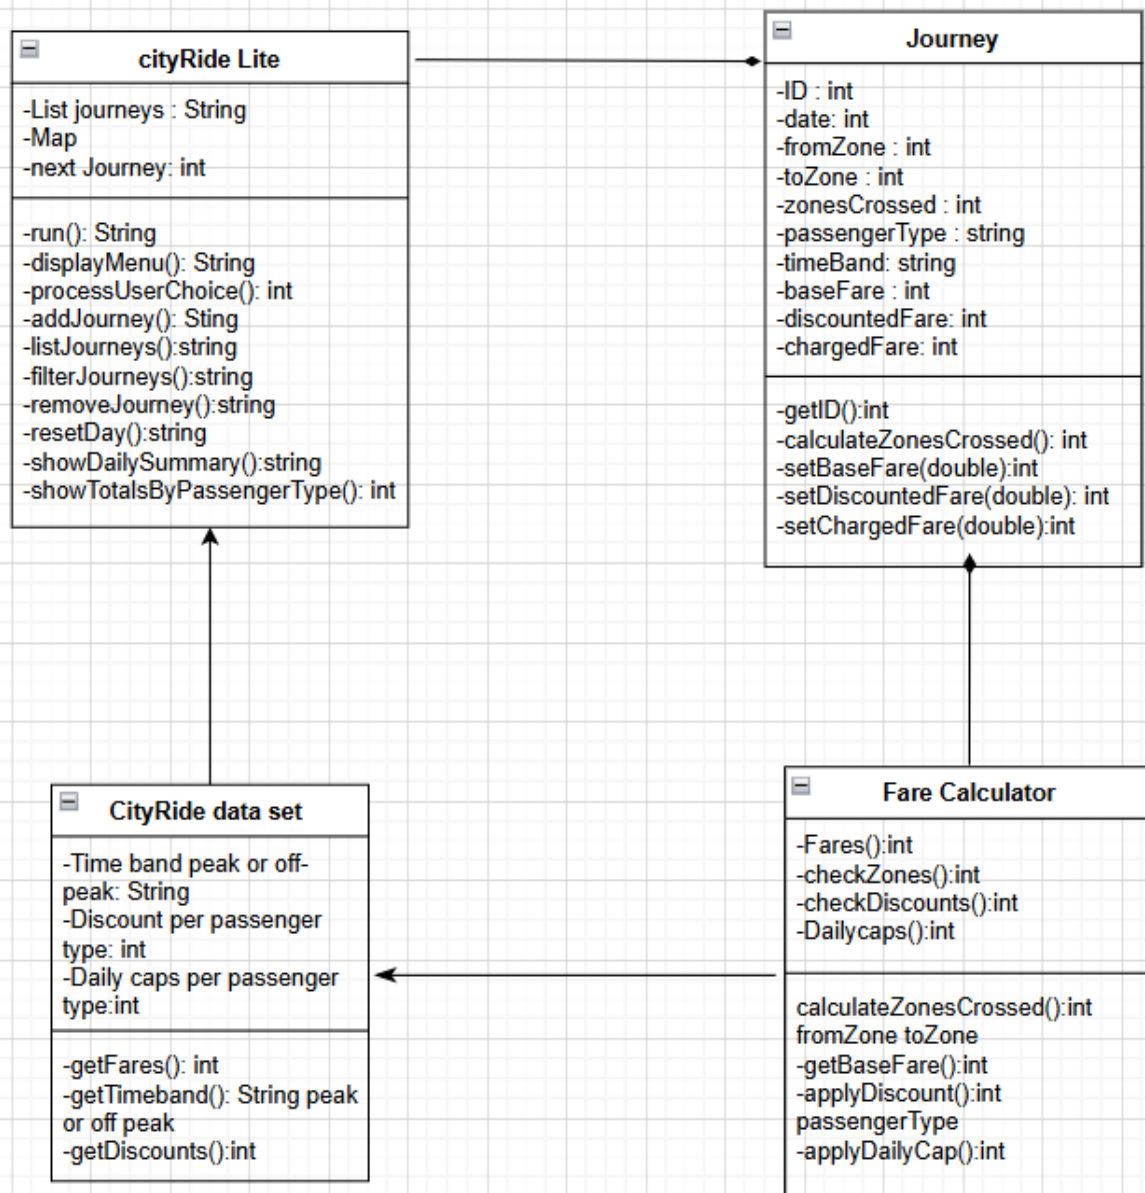 cityRide Lite
-List journeys : String
-Map
-next Journey: int
-run(): String
-displayMenu(): String
-processUserChoice(): int
-addJourney(): Sting
-listJourneys():string
-filterJourneys():string
-removeJourney():string
-resetDay():string
-showDailySummary():string
-showTotalsByPassengerType(): int
Journey
-ID : int
-date: int
-fromZone : int
-toZone : int
-zonesCrossed : int
-passengerType : string
-timeBand: string
-baseFare : int
-discountedFare: int
-chargedFare: int
-getID():int
-calculateZonesCrossed(): int
-setBaseFare(double):int
-setDiscountedFare(double): int
-setChargedFare(double):int
CityRide data set
-Time band peak or off-
peak: String
-Discount per passenger
type: int
-Daily caps per passenger
type:int
-getFares(): int
-getTimeband(): String peak
or off peak
-getDiscounts():int
Fare Calculator
-Fares():int
-checkZones():int
-checkDiscounts():int
-Dailycaps():int
calculateZonesCrossed():int
fromZone toZone
-getBaseFare():int
-applyDiscount():int
passengerType
-applyDailyCap():int